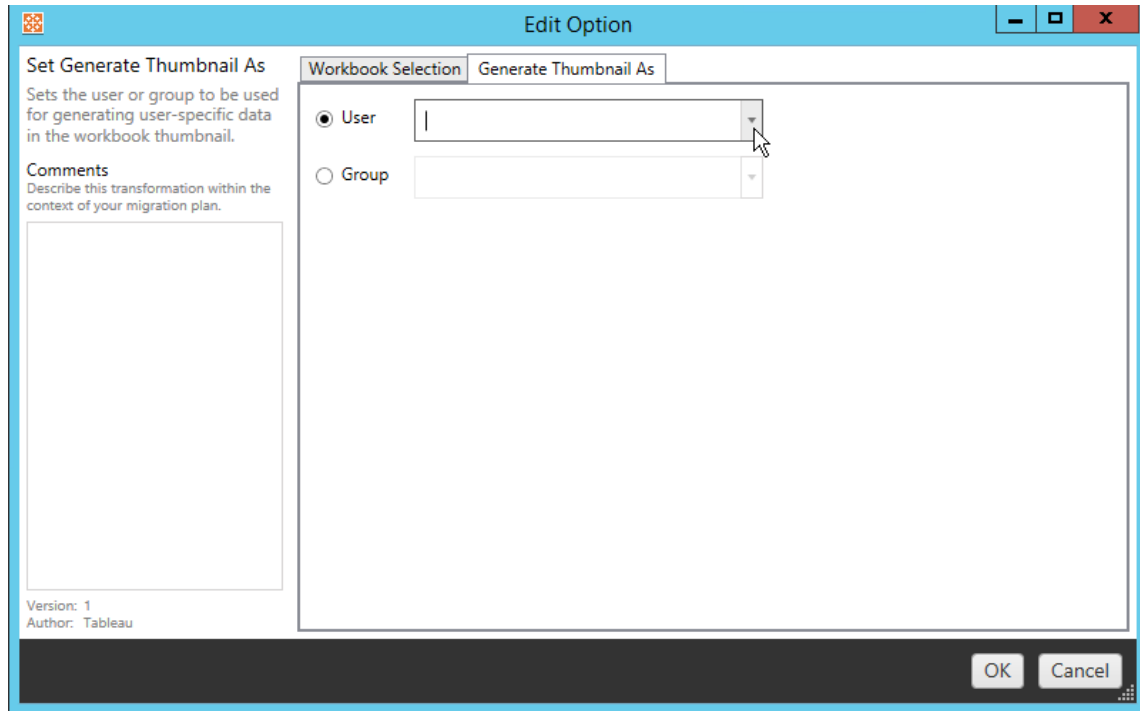 Edit Option
Set Generate Thumbnail As
Sets the user or group to be used
for generating user-specific data
in the workbook thumbnail.
Comments
Describe this transformation within the
context of your migration plan.
Version: 1
Author: Tableau
Workbook Selection
Generate Thumbnail As
User
Group
OK
Cancel